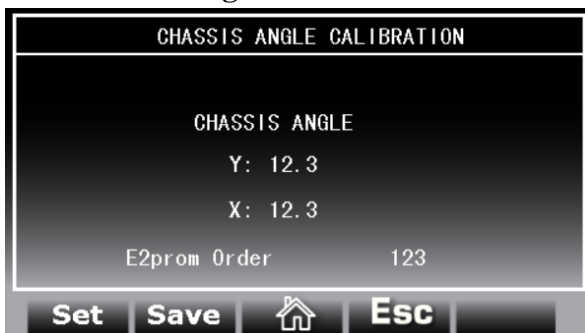 CHASSIS ANGLE CALIBRATION
CHASSIS ANGLE
Y: 12.3
X: 12.3
E2prom Order 123
Set Save Esc